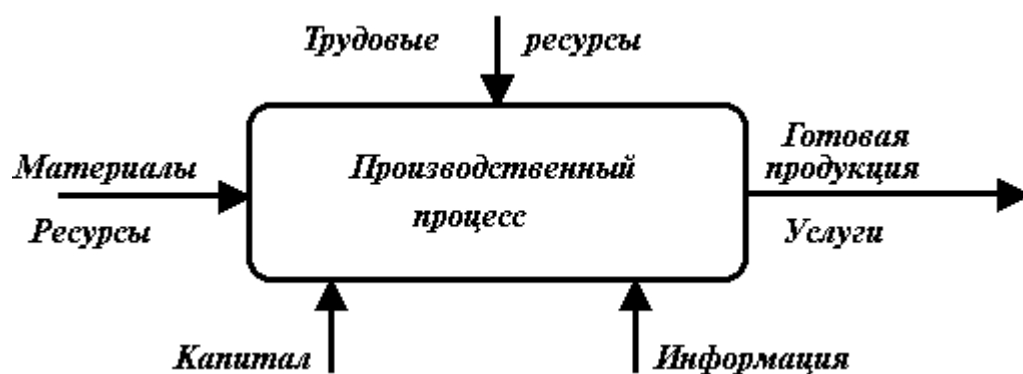 Трудовые ресурсы
Материалы
Ресурсы
Производственный
процесс
Готовая
продукция
Услуги
Капитал
Информация